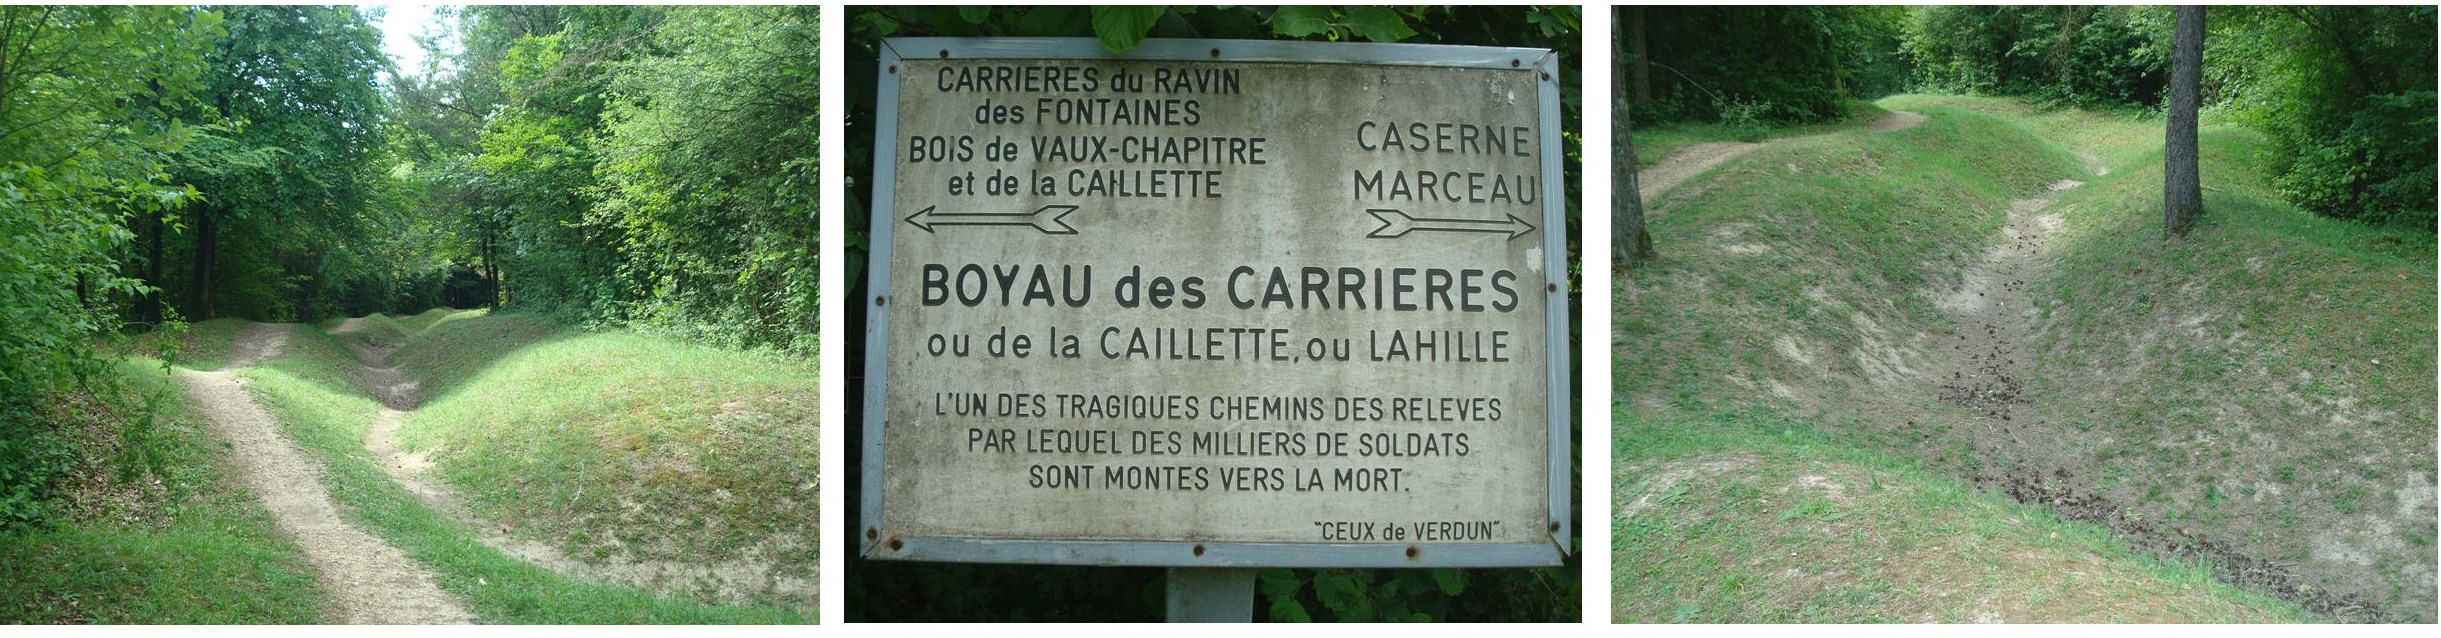 CARRIERES du RAVIN
des FONTAINES
BOIS de VAUX-CHAPITRE
et de la CAILLETTE
CASERNE
MARCEAU
BOYAU des CARRIERES
ou de la CAILLETTE, ou LAHILLE
L'UN DES TRAGIQUES CHEMINS DES RELEVES
PAR LEQUEL DES MILLIERS DE SOLDATS
SONT MONTES VERS LA MORT.
"CEUX de VERDUN"